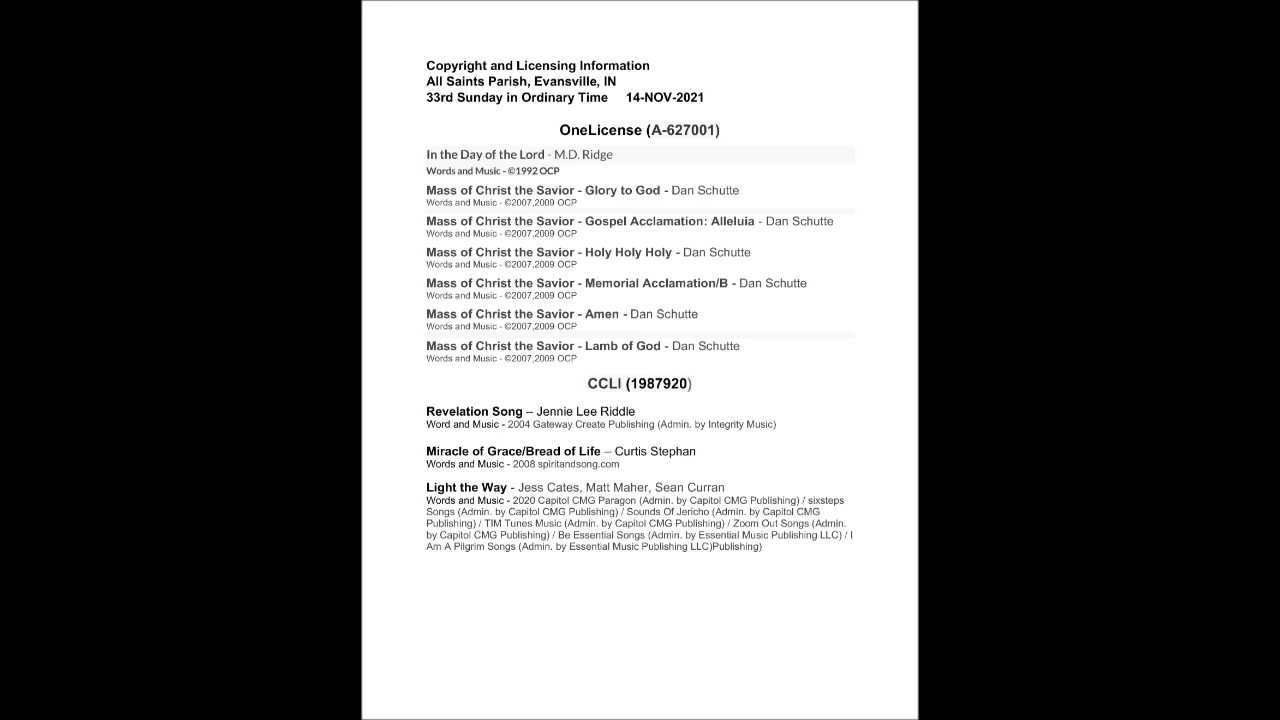 Copyright and Licensing Information
All Saints Parish, Evansville, IN
33rd Sunday in Ordinary Time 14-NOV-2021
OneLicense (A-627001)
In the Day of the Lord - M.D. Ridge
Words and Music - ©1992 OCP
Mass of Christ the Savior - Glory to God - Dan Schutte
Words and Music - ©2007,2009 OCP
Mass of Christ the Savior - Gospel Acclamation: Alleluia - Dan Schutte
Words and Music - ©2007,2009 OCP
Mass of Christ the Savior - Holy Holy Holy - Dan Schutte
Words and Music - ©2007,2009 OCP
Mass of Christ the Savior - Memorial Acclamation/B - Dan Schutte
Words and Music - ©2007,2009 OCP
Mass of Christ the Savior - Amen - Dan Schutte
Words and Music - ©2007,2009 OCP
Mass of Christ the Savior - Lamb of God - Dan Schutte
Words and Music - ©2007,2009 OCP
CCLI (1987920)
Revelation Song – Jennie Lee Riddle
Word and Music - 2004 Gateway Create Publishing (Admin. by Integrity Music)
Miracle of Grace/Bread of Life – Curtis Stephan
Words and Music - 2008 spiritandsong.com
Light the Way - Jess Cates, Matt Maher, Sean Curran
Words and Music - 2020 Capitol CMG Paragon (Admin. by Capitol CMG Publishing) / sixsteps
Songs (Admin. by Capitol CMG Publishing) / Sounds Of Jericho (Admin. by Capitol CMG
Publishing) / TIM Tunes Music (Admin. by Capitol CMG Publishing) / Zoom Out Songs (Admin.
by Capitol CMG Publishing) / Be Essential Songs (Admin. by Essential Music Publishing LLC) / I
Am A Pilgrim Songs (Admin. by Essential Music Publishing LLC)Publishing)